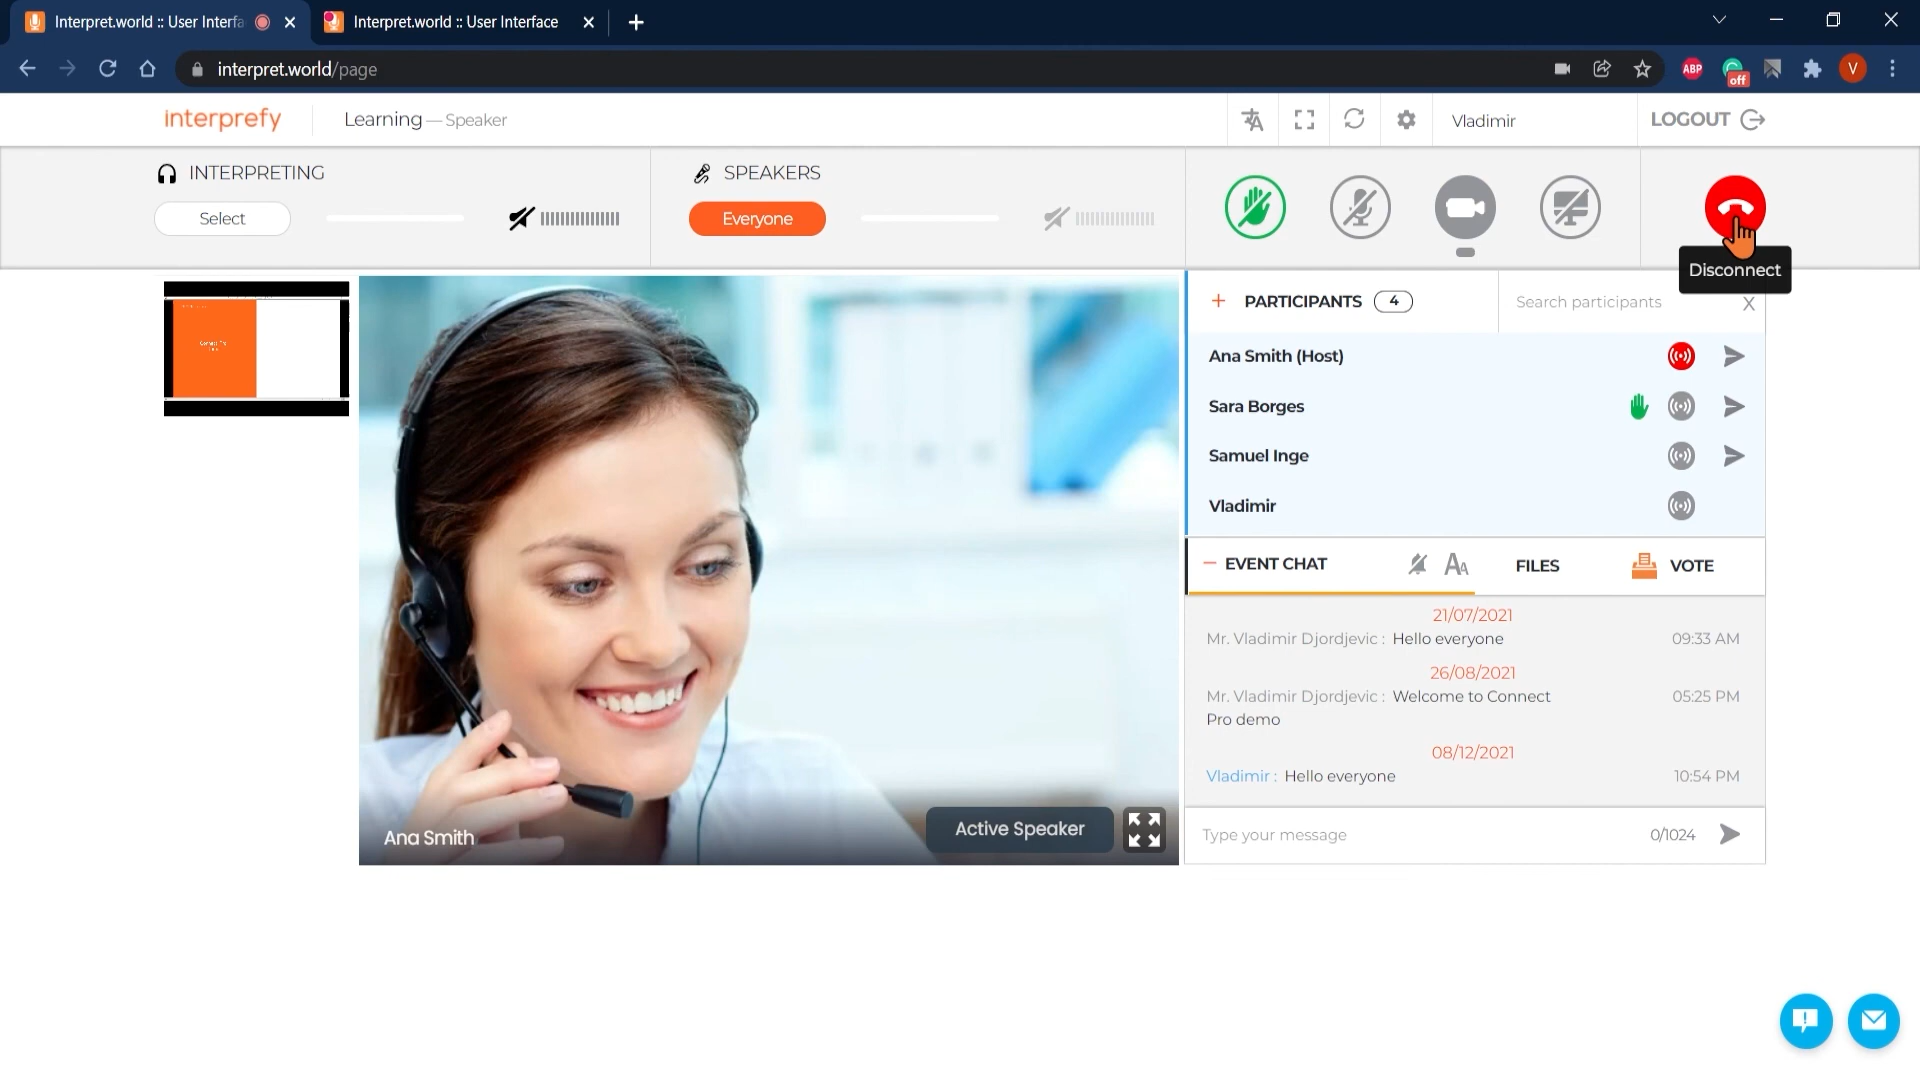 Interpret.world :: User Interfa
Interpret.world :: User Interface
interpret.world/page
ABP
off
V
interprefy
Learning — Speaker
Vladimir
LOGOUT
INTERPRETING
SPEAKERS
Select
Everyone
Disconnect
PARTICIPANTS 4
Search participants
X
Ana Smith (Host)
Sara Borges
Samuel Inge
Vladimir
EVENT CHAT
AA
FILES
VOTE
21/07/2021
Mr. Vladimir Djordjevic : Hello everyone 09:33 AM
26/08/2021
Mr. Vladimir Djordjevic : Welcome to Connect 05:25 PM
Pro demo
08/12/2021
Vladimir : Hello everyone 10:54 PM
Type your message 0/1024
Ana Smith
Active Speaker